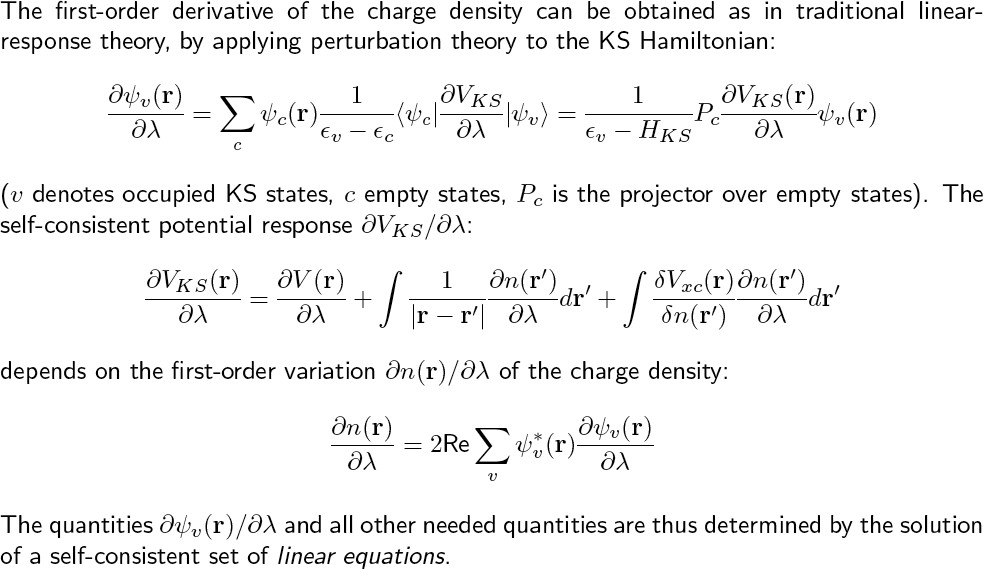 The first-order derivative of the charge density can be obtained as in traditional linear-
response theory, by applying perturbation theory to the KS Hamiltonian:
$$\frac{\partial \psi_v(\mathbf{r})}{\partial \lambda} = \sum_c \psi_c(\mathbf{r}) \frac{1}{\epsilon_v - \epsilon_c} \langle \psi_c | \frac{\partial V_{KS}}{\partial \lambda} | \psi_v \rangle = \frac{1}{\epsilon_v - H_{KS}} P_c \frac{\partial V_{KS}(\mathbf{r})}{\partial \lambda} \psi_v(\mathbf{r})$$
($v$ denotes occupied KS states, $c$ empty states, $P_c$ is the projector over empty states). The
self-consistent potential response $\partial V_{KS}/\partial \lambda$:
$$\frac{\partial V_{KS}(\mathbf{r})}{\partial \lambda} = \frac{\partial V(\mathbf{r})}{\partial \lambda} + \int \frac{1}{|\mathbf{r} - \mathbf{r}'|} \frac{\partial n(\mathbf{r}')}{\partial \lambda} d\mathbf{r}' + \int \frac{\delta V_{xc}(\mathbf{r})}{\delta n(\mathbf{r}')} \frac{\partial n(\mathbf{r}')}{\partial \lambda} d\mathbf{r}'$$
depends on the first-order variation $\partial n(\mathbf{r})/\partial \lambda$ of the charge density:
$$\frac{\partial n(\mathbf{r})}{\partial \lambda} = 2\text{Re} \sum_v \psi_v^*(\mathbf{r}) \frac{\partial \psi_v(\mathbf{r})}{\partial \lambda}$$
The quantities $\partial \psi_v(\mathbf{r})/\partial \lambda$ and all other needed quantities are thus determined by the solution
of a self-consistent set of linear equations.